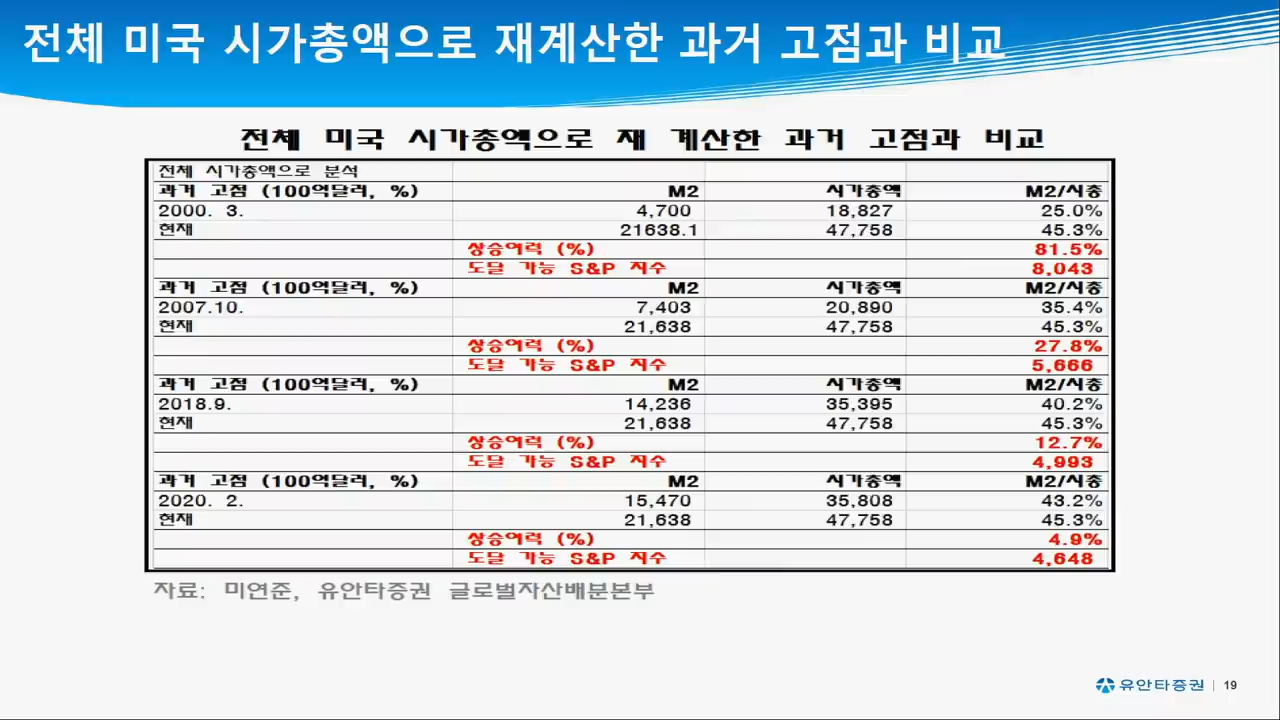 전체 미국 시가총액으로 재계산한 과거 고점과 비교
전체 미국 시가총액으로 재 계산한 과거 고점과 비교
전체 시가총액으로 분석
과거 고점 (100억달러, %) M2 시가총액 M2/시총
2000. 3. 4,700 18,827 25.0%
현재 21638.1 47,758 45.3%
상승여력 (%) 81.5%
도달 가능 S&P 지수 8,043
과거 고점 (100억달러, %) M2 시가총액 M2/시총
2007.10. 7,403 20,890 35.4%
현재 21,638 47,758 45.3%
상승여력 (%) 27.8%
도달 가능 S&P 지수 5,666
과거 고점 (100억달러, %) M2 시가총액 M2/시총
2018.9. 14,236 35,395 40.2%
현재 21,638 47,758 45.3%
상승여력 (%) 12.7%
도달 가능 S&P 지수 4,993
과거 고점 (100억달러, %) M2 시가총액 M2/시총
2020. 2. 15,470 35,808 43.2%
현재 21,638 47,758 45.3%
상승여력 (%) 4.9%
도달 가능 S&P 지수 4,648
자료: 미연준, 유안타증권 글로벌자산배분본부
유안타증권 | 19